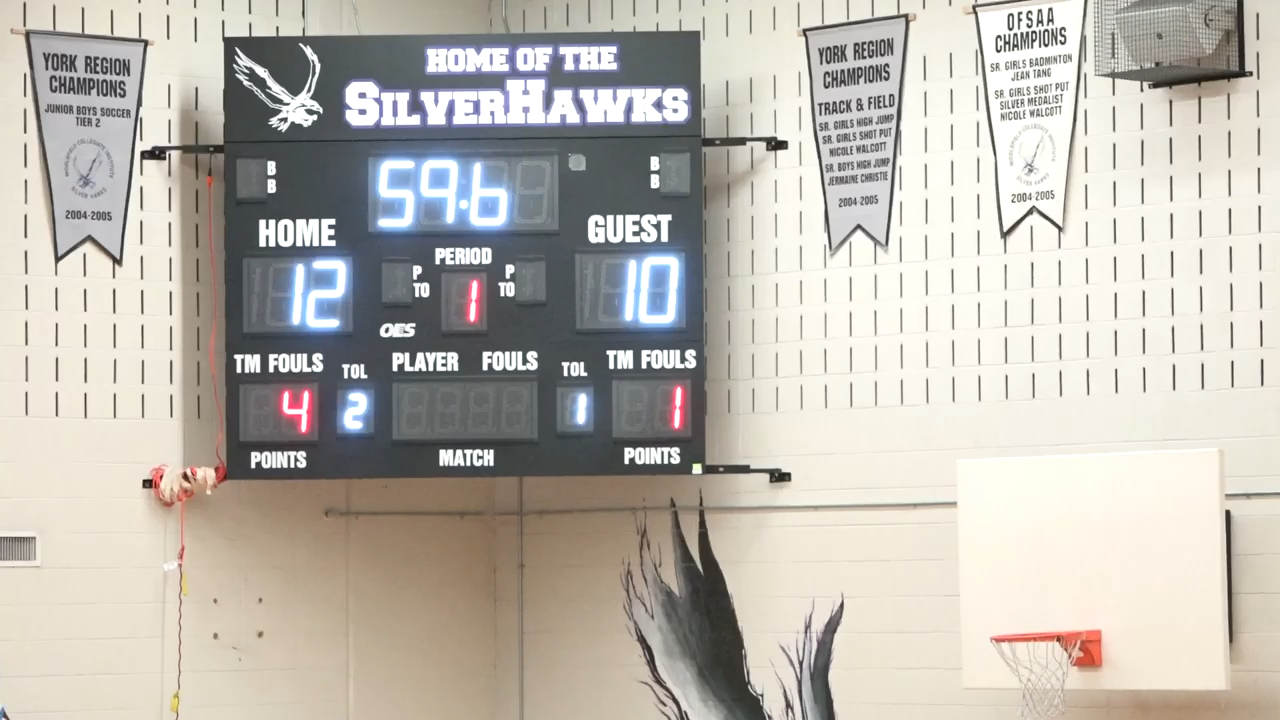 YORK REGION
CHAMPIONS
JUNIOR BOYS SOCCER
TIER 2
2004-2005
HOME OF THE
SILVERHAWKS
B
B
59.6
B
B
HOME
GUEST
12
PERIOD
P
TO
1
P
TO
10
OES
TM FOULS
TOL
PLAYER FOULS
TOL
TM FOULS
4
2
1
1
POINTS
MATCH
POINTS
YORK REGION
CHAMPIONS
TRACK & FIELD
SR. GIRLS HIGH JUMP
SR. GIRLS SHOT PUT
NICOLE WALCOTT
SR. BOYS HIGH JUMP
JERMAINE CHRISTIE
2004-2005
OFSAA
CHAMPIONS
SR. GIRLS BADMINTON
JEAN TANG
SR. GIRLS SHOT PUT
SILVER MEDALIST
NICOLE WALCOTT
2004-2005